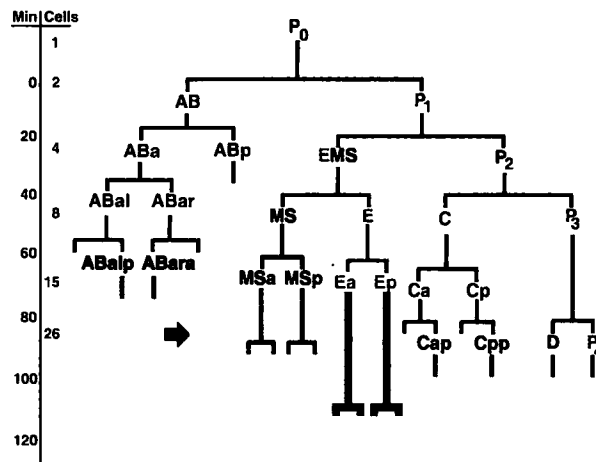 Min Cells
P0
1
0 2
AB P1
20
4
ABa ABp EMS P2
40
8
ABal ABar MS E C P3
60
15
ABalp ABara MSa MSp Ea Ep Ca Cp
80
26
Cap Cpp D P
100
120